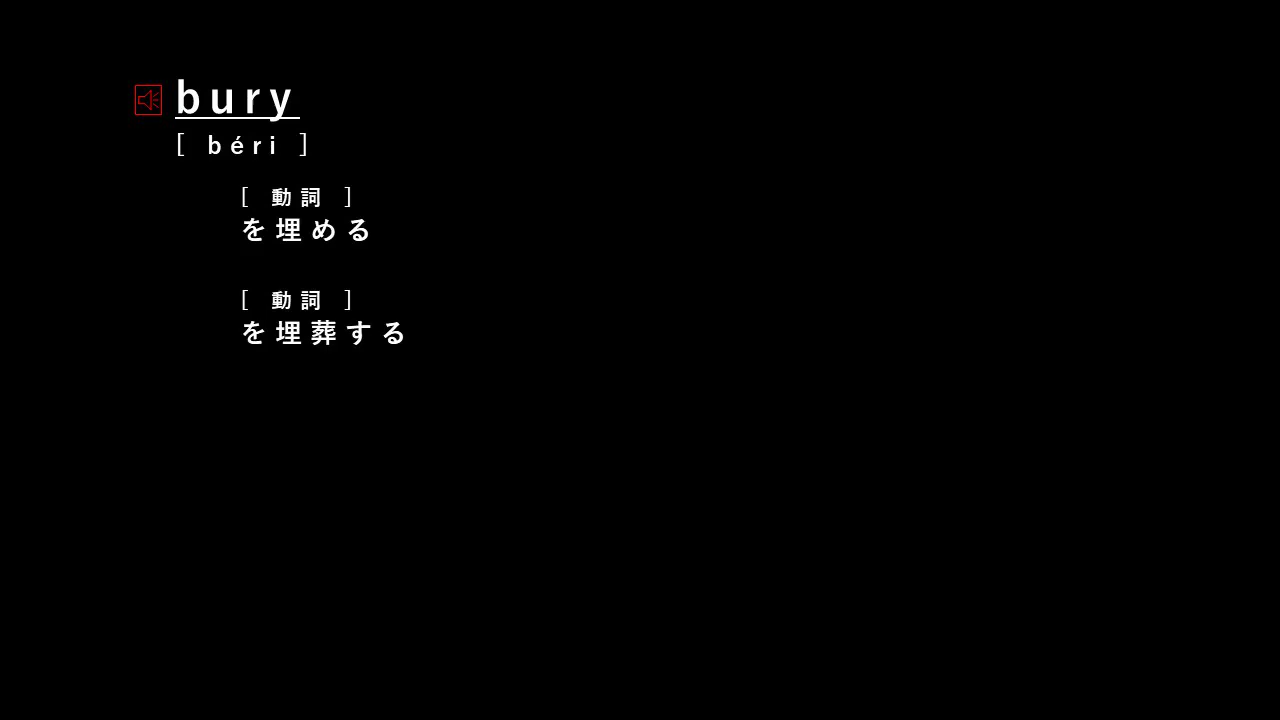 bury
[ béri ]
[ 動詞 ]
を埋める
[ 動詞 ]
を埋葬する